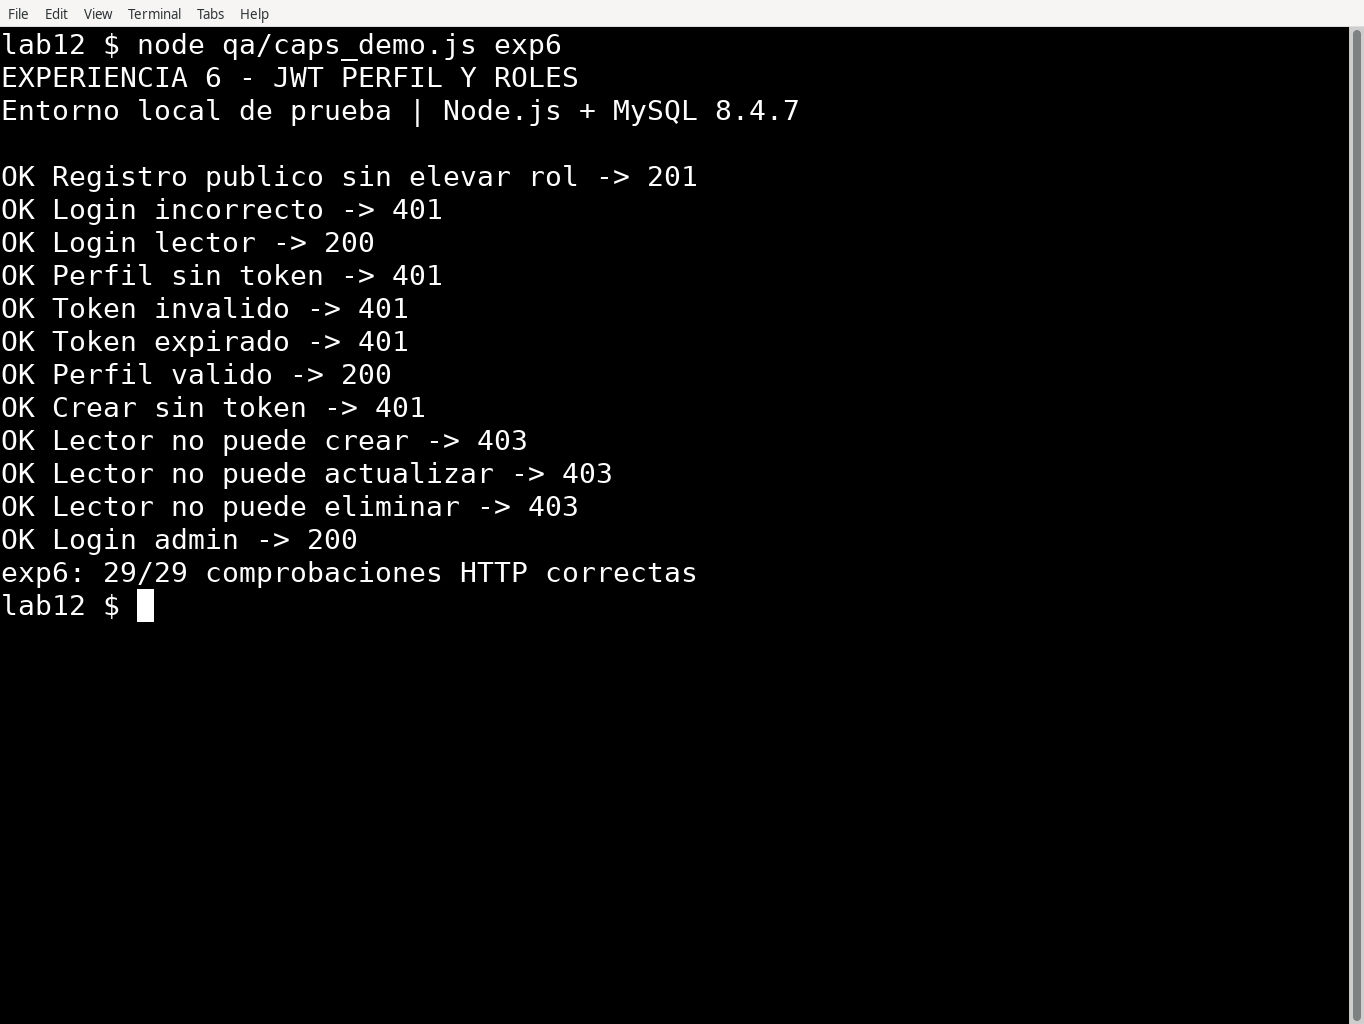 File Edit View Terminal Tabs Help
lab12 $ node qa/caps_demo.js exp6
EXPERIENCIA 6 - JWT PERFIL Y ROLES
Entorno local de prueba | Node.js + MySQL 8.4.7
OK Registro publico sin elevar rol -> 201
OK Login incorrecto -> 401
OK Login lector -> 200
OK Perfil sin token -> 401
OK Token invalido -> 401
OK Token expirado -> 401
OK Perfil valido -> 200
OK Crear sin token -> 401
OK Lector no puede crear -> 403
OK Lector no puede actualizar -> 403
OK Lector no puede eliminar -> 403
OK Login admin -> 200
exp6: 29/29 comprobaciones HTTP correctas
lab12 $